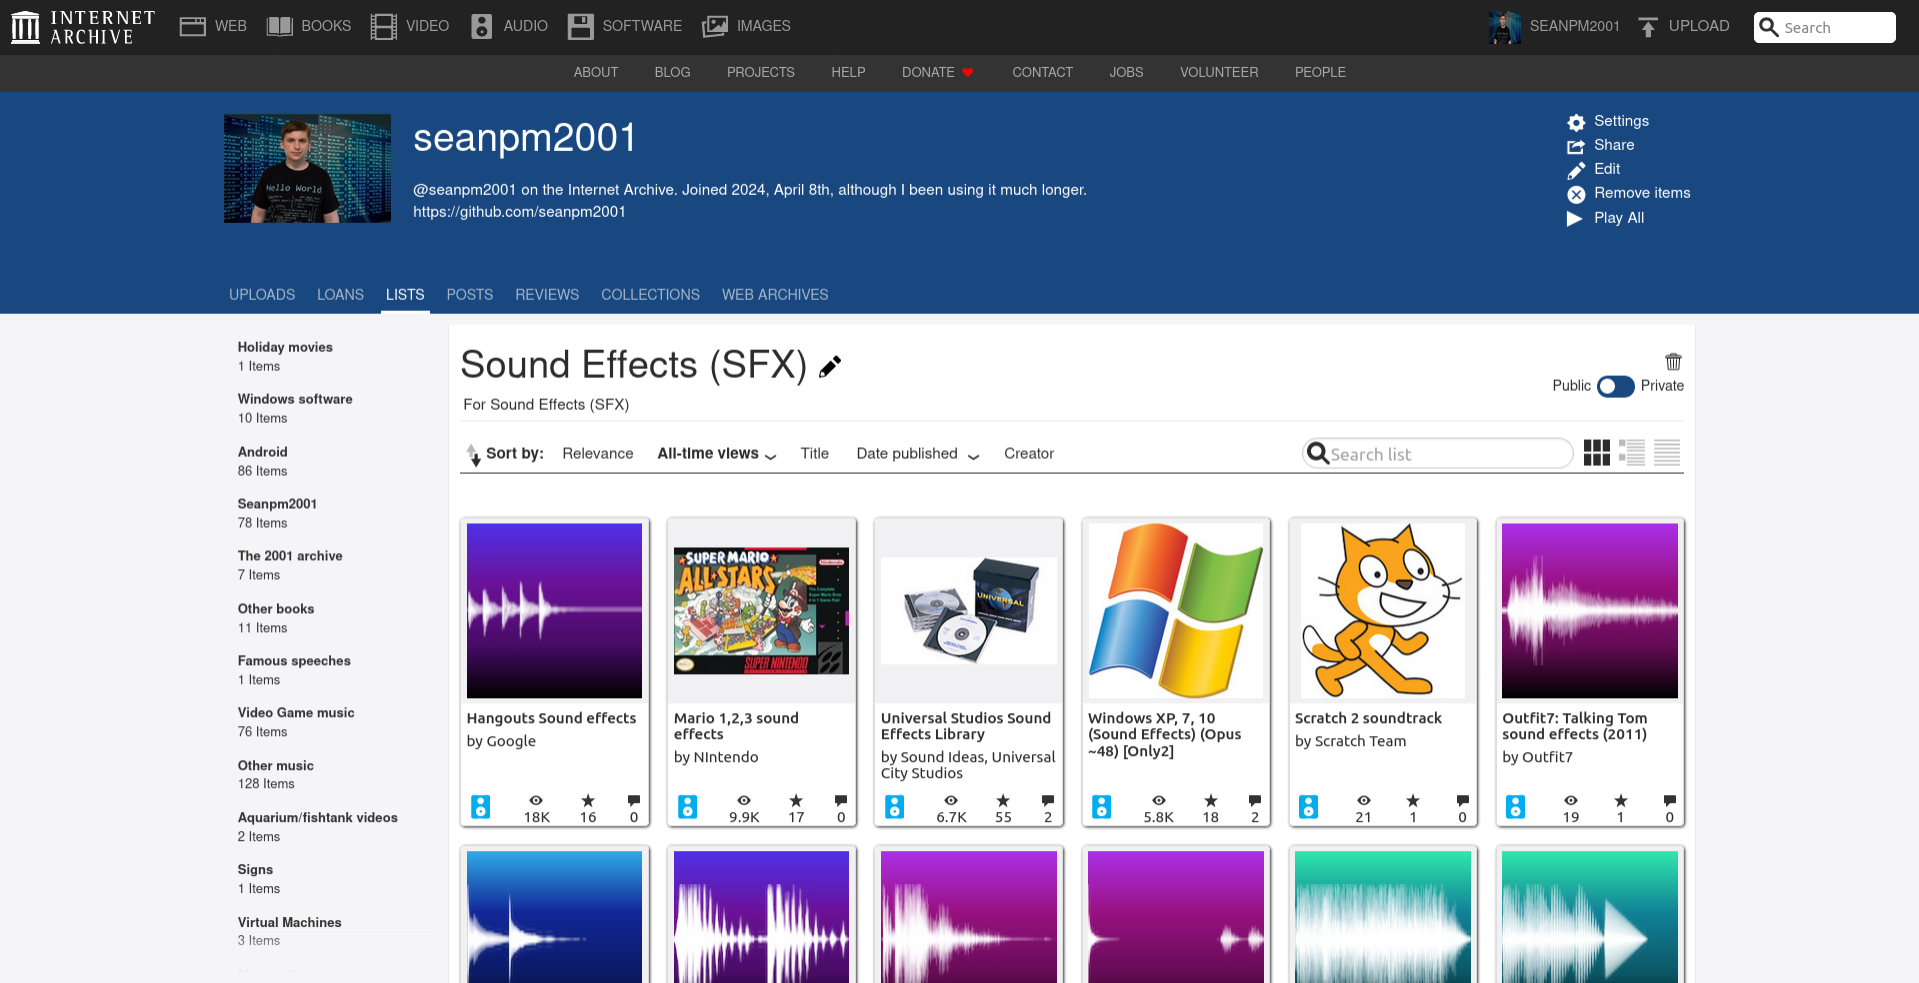 INTERNET ARCHIVE
WEB BOOKS VIDEO AUDIO SOFTWARE IMAGES
SEANPM2001 UPLOAD Search
ABOUT BLOG PROJECTS HELP DONATE CONTACT JOBS VOLUNTEER PEOPLE
Hello World
seanpm2001
@seanpm2001 on the Internet Archive. Joined 2024, April 8th, although I been using it much longer.
https://github.com/seanpm2001
Settings
Share
Edit
Remove items
Play All
UPLOADS LOANS LISTS POSTS REVIEWS COLLECTIONS WEB ARCHIVES
Holiday movies
1 Items
Windows software
10 Items
Android
86 Items
Seanpm2001
78 Items
The 2001 archive
7 Items
Other books
11 Items
Famous speeches
1 Items
Video Game music
76 Items
Other music
128 Items
Aquarium/fishtank videos
2 Items
Signs
1 Items
Virtual Machines
3 Items
Sound Effects (SFX)
For Sound Effects (SFX)
Public Private
Sort by: Relevance All-time views Title Date published Creator
Search list
SUPER MARIO
ALL-STARS
Nintendo
SUPER NINTENDO
UNIVERSAL
Hangouts Sound effects
by Google
18K 16 0
Mario 1,2,3 sound
effects
by NIntendo
9.9K 17 0
Universal Studios Sound
Effects Library
by Sound Ideas, Universal
City Studios
6.7K 55 2
Windows XP, 7, 10
(Sound Effects) (Opus
~48) [Only2]
5.8K 18 2
Scratch 2 soundtrack
by Scratch Team
21 1 0
Outfit7: Talking Tom
sound effects (2011)
by Outfit7
19 1 0